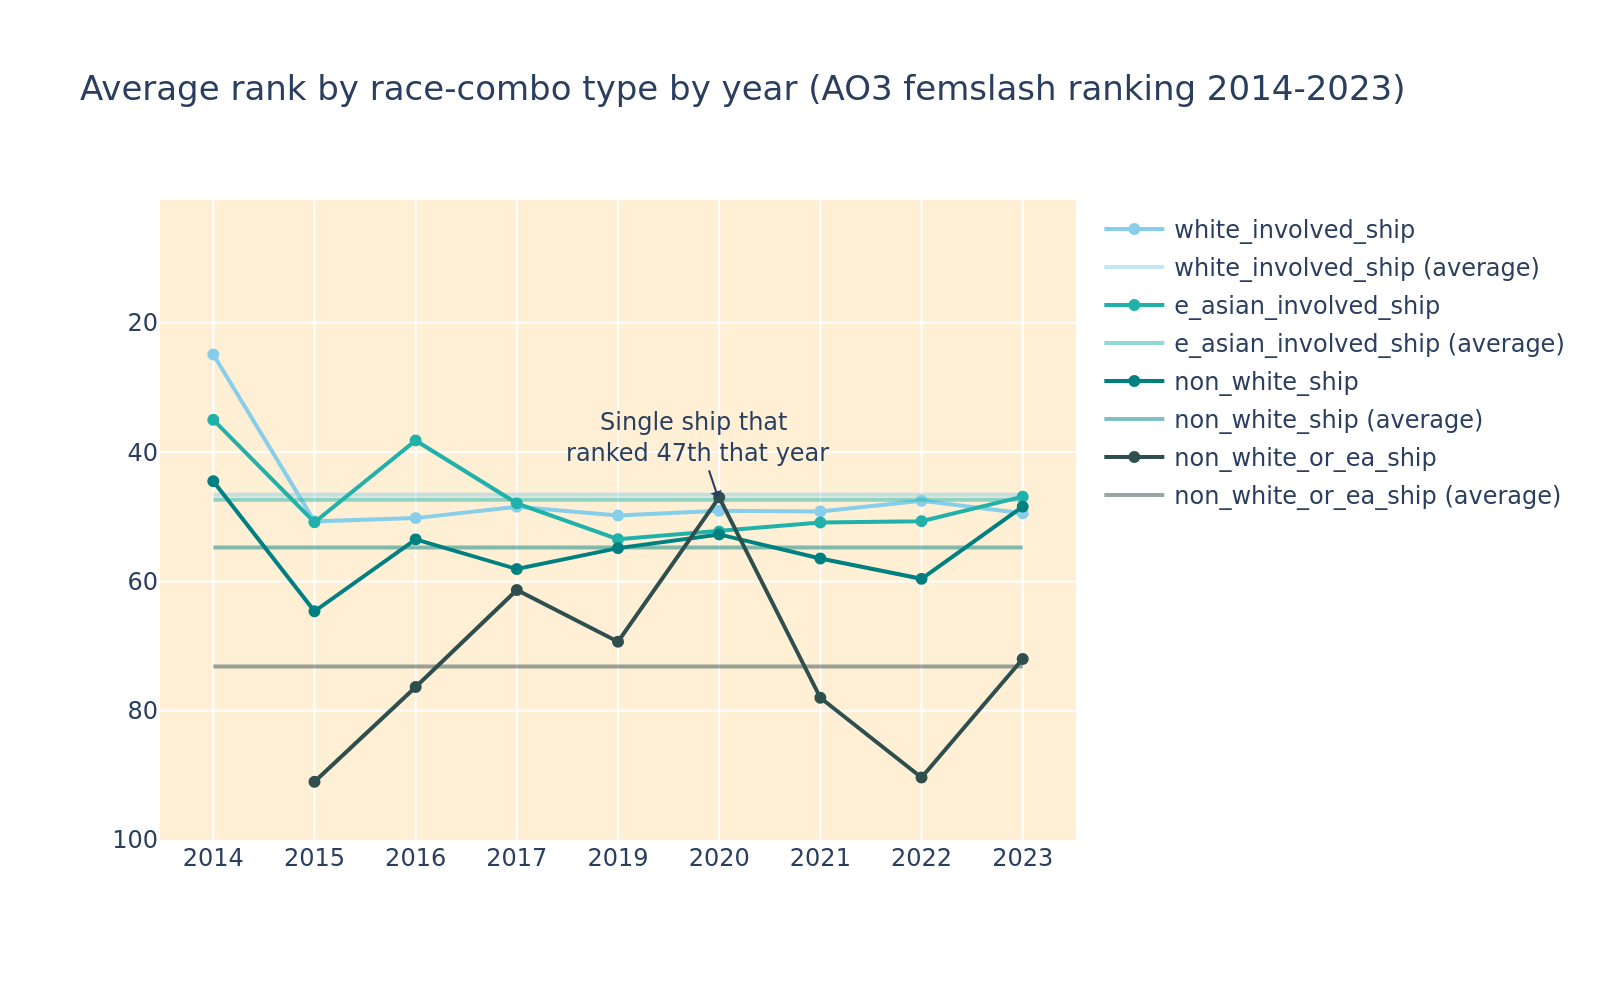 Average rank by race-combo type by year (AO3 femslash ranking 2014-2023)
white_involved_ship
white_involved_ship (average)
e_asian_involved_ship
e_asian_involved_ship (average)
non_white_ship
non_white_ship (average)
non_white_or_ea_ship
non_white_or_ea_ship (average)
Single ship that
ranked 47th that year
20
40
60
80
100
2014 2015 2016 2017 2019 2020 2021 2022 2023